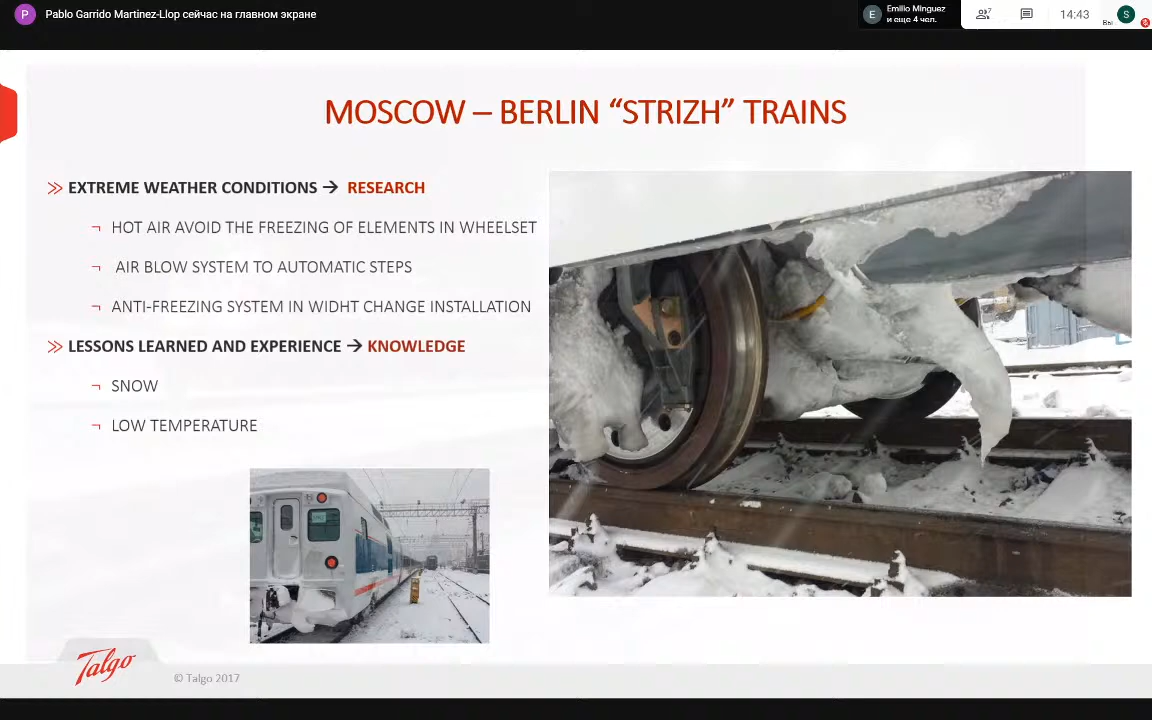 P Pablo Garrido Martinez-Llop сейчас на главном экране
E Emilio Minguez
и еще 4 чел.
7
14:43
Вы
S
MOSCOW – BERLIN “STRIZH” TRAINS
EXTREME WEATHER CONDITIONS → RESEARCH
¬ HOT AIR AVOID THE FREEZING OF ELEMENTS IN WHEELSET
¬ AIR BLOW SYSTEM TO AUTOMATIC STEPS
¬ ANTI-FREEZING SYSTEM IN WIDHT CHANGE INSTALLATION
LESSONS LEARNED AND EXPERIENCE → KNOWLEDGE
¬ SNOW
¬ LOW TEMPERATURE
Talgo
© Talgo 2017